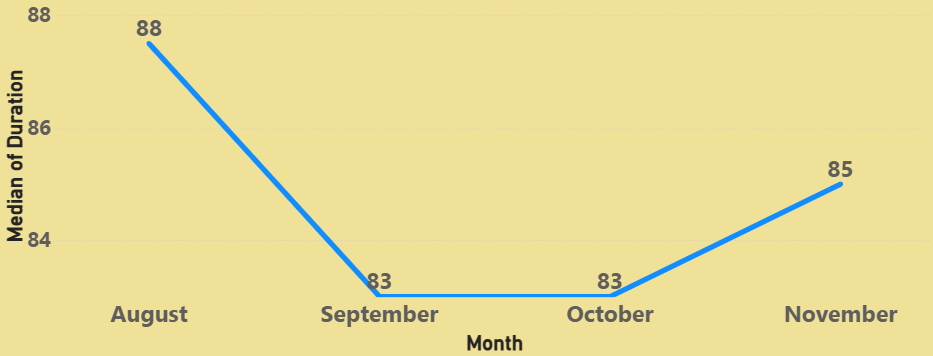 88
88
86
Median of Duration
85
84
83
83
August
September
October
November
Month